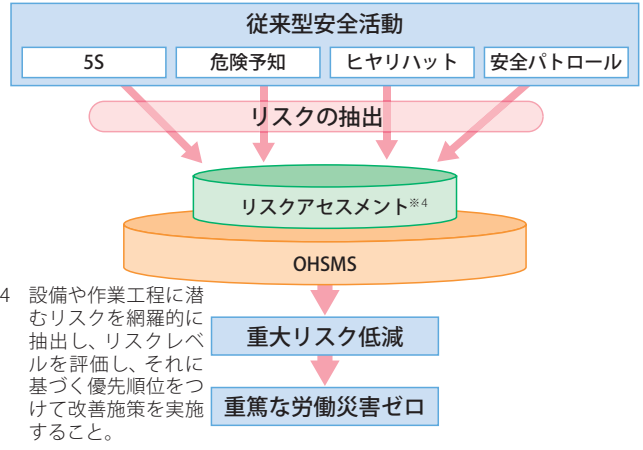 従来型安全活動
5S
危険予知
ヒヤリハット
安全パトロール
リスクの抽出
リスクアセスメント※4
OHSMS
4 設備や作業工程に潜
むリスクを網羅的に
抽出し、リスクレベ
ルを評価し、それに
基づく優先順位をつ
けて改善施策を実施
すること。
重大リスク低減
重篤な労働災害ゼロ